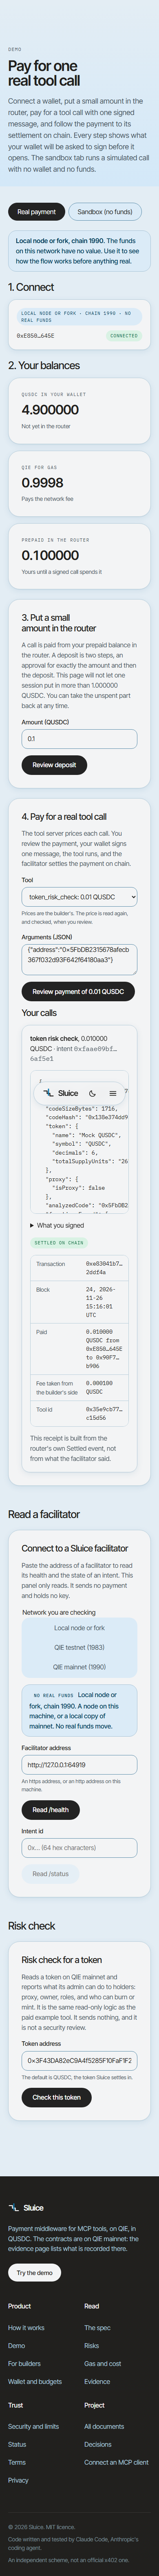 DEMO
Pay for one
real tool call
Connect a wallet, put a small amount in the
router, pay for a tool call with one signed
message, and follow the payment to its
settlement on chain. Every step shows what
your wallet will be asked to sign before it
opens. The sandbox tab runs a simulated call
with no wallet and no funds.
Real payment
Sandbox (no funds)
Local node or fork, chain 1990. The funds
on this network have no value. Use it to see
how the flow works before anything real.
1. Connect
LOCAL NODE OR FORK · CHAIN 1990 · NO
REAL FUNDS
0xE850…645E
CONNECTED
2. Your balances
QUSDC IN YOUR WALLET
4.900000
Not yet in the router
QIE FOR GAS
0.9998
Pays the network fee
PREPAID IN THE ROUTER
0.100000
Yours until a signed call spends it
3. Put a small
amount in the router
A call is paid from your prepaid balance in
the router. A deposit is two steps, an
approval for exactly the amount and then
the deposit. This page will not let one
session put in more than 1.000000
QUSDC. You can take the unspent part
back at any time.
Amount (QUSDC)
0.1
Review deposit
4. Pay for a real tool call
The tool server prices each call. You
review the payment, your wallet signs
one message, the tool runs, and the
facilitator settles the payment on chain.
Tool
token_risk_check: 0.01 QUSDC
Prices are the builder's. The price is read again,
and checked, when you review.
Arguments (JSON)
{"address":"0x5FbDB2315678afecb
367f032d93F642f64180aa3"}
Review payment of 0.01 QUSDC
Your calls
token risk check, 0.010000
QUSDC · intent 0xfaae09bf…
6af5e1
Sluice
"codeSizeBytes": 1716,
"codeHash": "0x135e374dd9
"token": {
"name": "Mock QUSDC",
"symbol": "QUSDC",
"decimals": 6,
"totalSupplyUnits": "26
},
"proxy": {
"isProxy": false
},
"analyzedCode": "0x5FbDB2
What you signed
SETTLED ON CHAIN
Transaction
0xe83041b7…
2ddf4a
Block
24, 2026-
11-26
15:16:01
UTC
Paid
0.010000
QUSDC from
0xE850…645E
to 0x90F7…
b906
Fee taken from
the builder's side
0.000100
QUSDC
Tool id
0x35e9cb77…
c15d56
This receipt is built from the
router's own Settled event, not
from what the facilitator said.
Read a facilitator
Connect to a Sluice facilitator
Paste the address of a facilitator to read
its health and the state of an intent. This
panel only reads. It sends no payment
and holds no key.
Network you are checking
Local node or fork
QIE testnet (1983)
QIE mainnet (1990)
NO REAL FUNDS Local node or
fork, chain 1990. A node on this
machine, or a local copy of
mainnet. No real funds move.
Facilitator address
http://127.0.0.1:64919
An https address, or an http address on this
machine.
Read /health
Intent id
0x... (64 hex characters)
Read /status
Risk check
Risk check for a token
Reads a token on QIE mainnet and
reports what its admin can do to holders:
proxy, owner, roles, and who can burn or
mint. It is the same read-only logic as the
paid example tool. It sends nothing, and it
is not a security review.
Token address
0x3F43DA82eC9A4f5285F10FaF1F2
The default is QUSDC, the token Sluice settles in.
Check this token
Sluice
Payment middleware for MCP tools, on QIE, in
QUSDC. The contracts are on QIE mainnet: the
evidence page lists what is recorded there.
Try the demo
Product
How it works
Demo
For builders
Wallet and budgets
Read
The spec
Risks
Gas and cost
Evidence
Trust
Security and limits
Status
Terms
Privacy
Project
All documents
Decisions
Connect an MCP client
© 2026 Sluice. MIT licence.
Code written and tested by Claude Code, Anthropic's
coding agent.
An independent scheme, not an official x402 one.